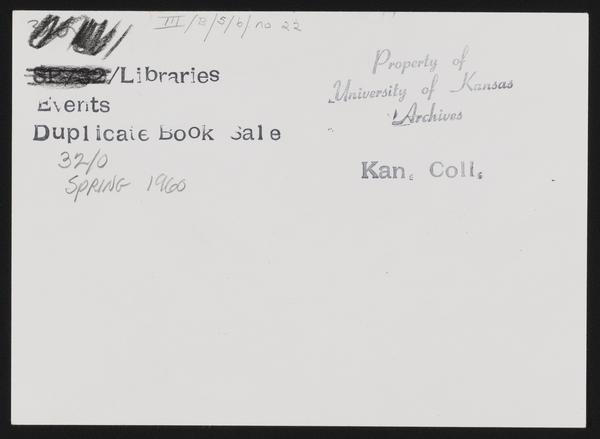 III/B/5/6/no 22
/Libraries
Events
Duplicate Book Sale
32/0
SPRING 1960
Property of
University of Kansas
Archives
Kan. Coll.